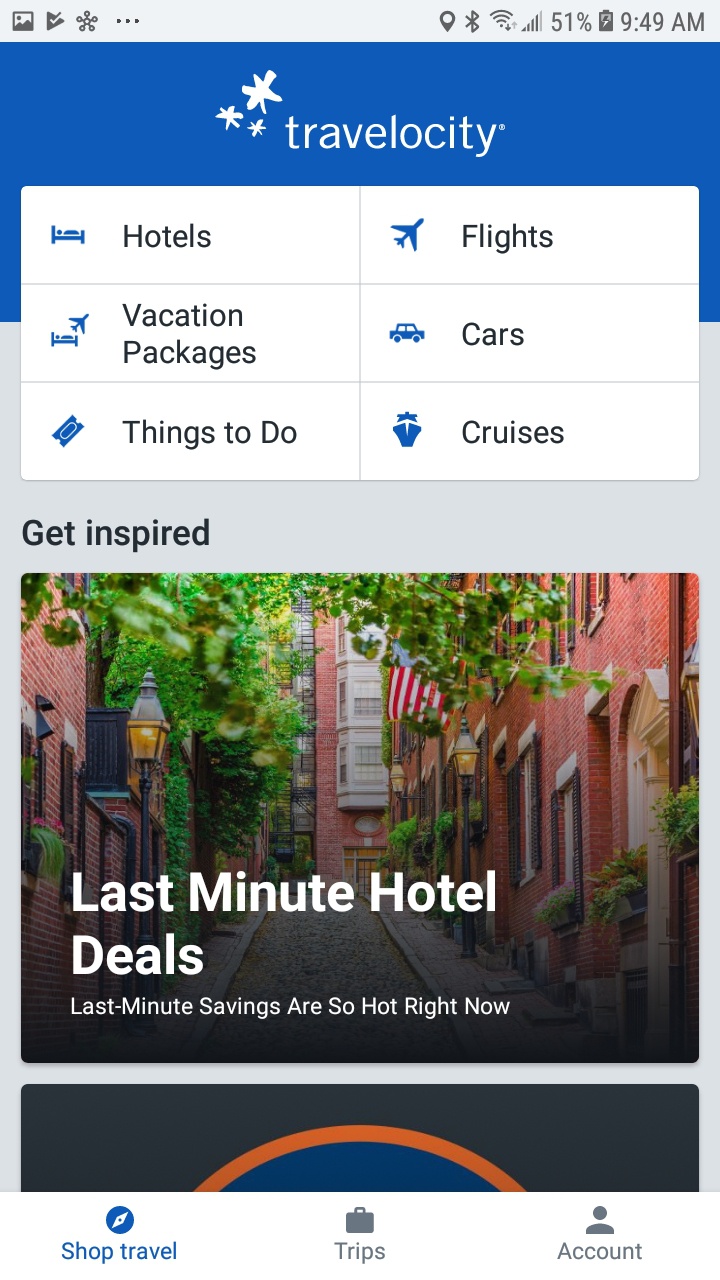 51% 9:49 AM
travelocity®
Hotels
Flights
Vacation
Packages
Cars
Things to Do
Cruises
Get inspired
Last Minute Hotel
Deals
Last-Minute Savings Are So Hot Right Now
Shop travel
Trips
Account